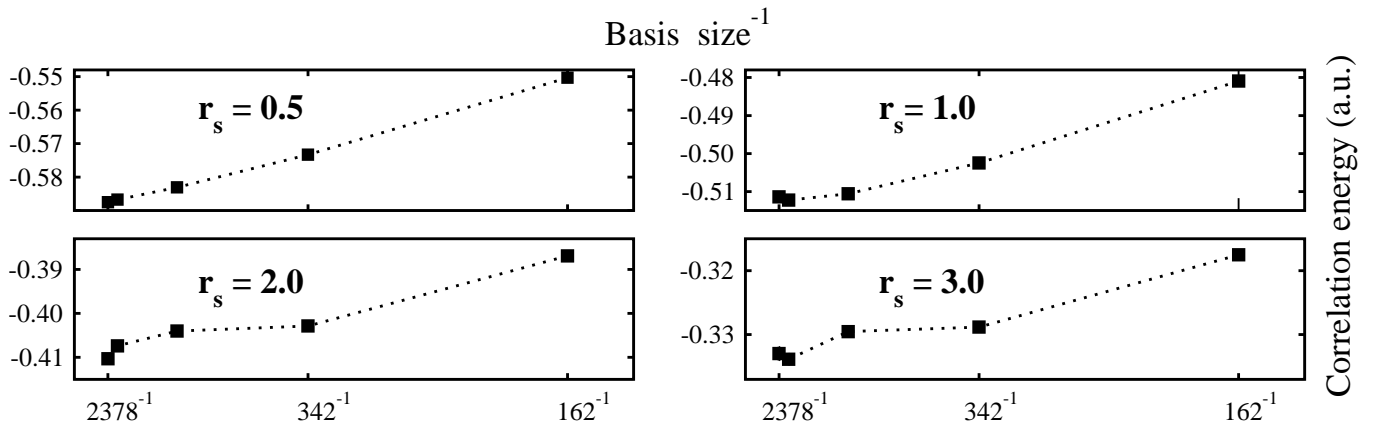 Basis size^-1
-0.55
-0.56
-0.57
-0.58
r_s = 0.5
-0.48
-0.49
-0.50
-0.51
r_s = 1.0
-0.39
-0.40
-0.41
r_s = 2.0
-0.32
-0.33
r_s = 3.0
2378^-1 342^-1 162^-1
2378^-1 342^-1 162^-1
Correlation energy (a.u.)